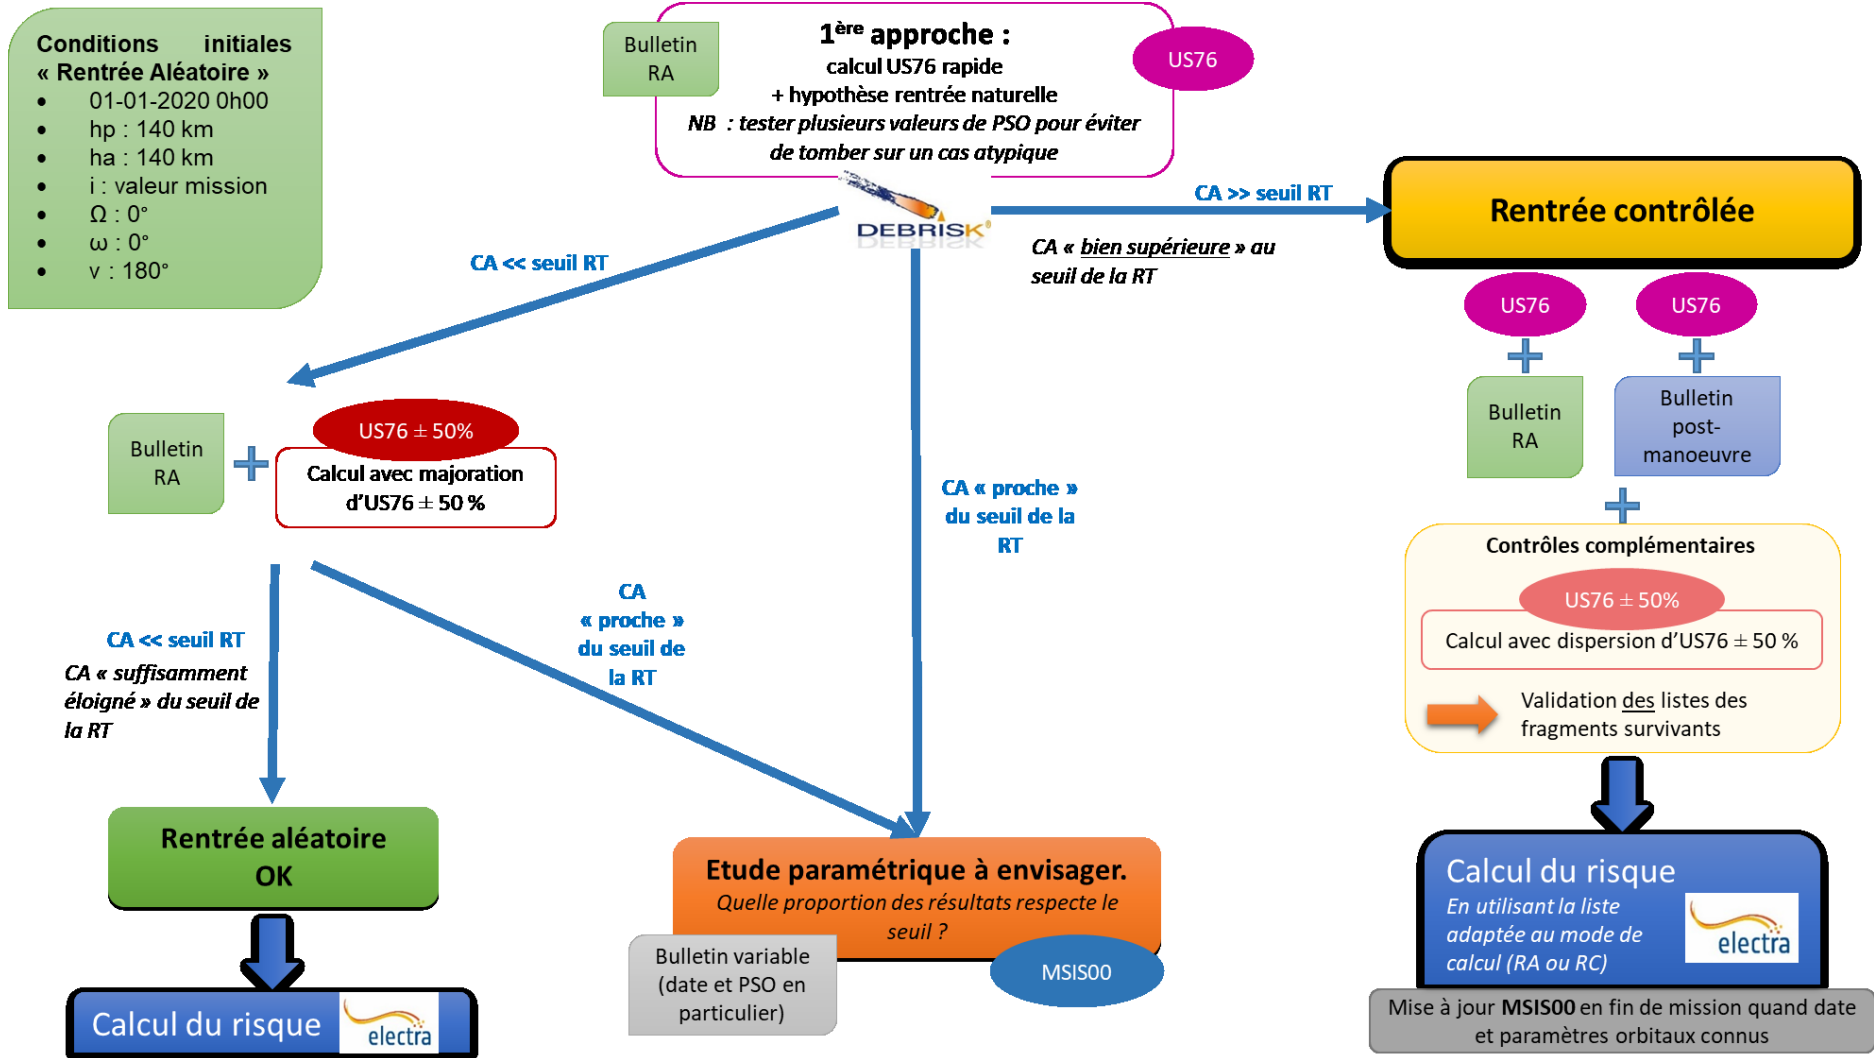 Conditions initiales
« Rentrée Aléatoire »
• 01-01-2020 0h00
• hp : 140 km
• ha : 140 km
• i : valeur mission
• Ω : 0°
• ω : 0°
• ν : 180°
Bulletin
RA
1ère approche :
calcul US76 rapide
+ hypothèse rentrée naturelle
NB : tester plusieurs valeurs de PSO pour éviter
de tomber sur un cas atypique
US76
DEBRISK®
CA << seuil RT
CA >> seuil RT
CA « bien supérieure » au
seuil de la RT
Rentrée contrôlée
US76
US76
Bulletin
RA
Bulletin
post-
manoeuvre
Bulletin
RA
US76 ± 50%
Calcul avec majoration
d'US76 ± 50 %
CA « proche »
du seuil de la
RT
CA
« proche »
du seuil de
la RT
CA << seuil RT
CA « suffisamment
éloigné » du seuil de
la RT
Contrôles complémentaires
US76 ± 50%
Calcul avec dispersion d'US76 ± 50 %
Validation des listes des
fragments survivants
Rentrée aléatoire
OK
Calcul du risque
electra
Etude paramétrique à envisager.
Quelle proportion des résultats respecte le
seuil ?
Bulletin variable
(date et PSO en
particulier)
MSIS00
Calcul du risque
En utilisant la liste
adaptée au mode de
calcul (RA ou RC)
electra
Mise à jour MSIS00 en fin de mission quand date
et paramètres orbitaux connus